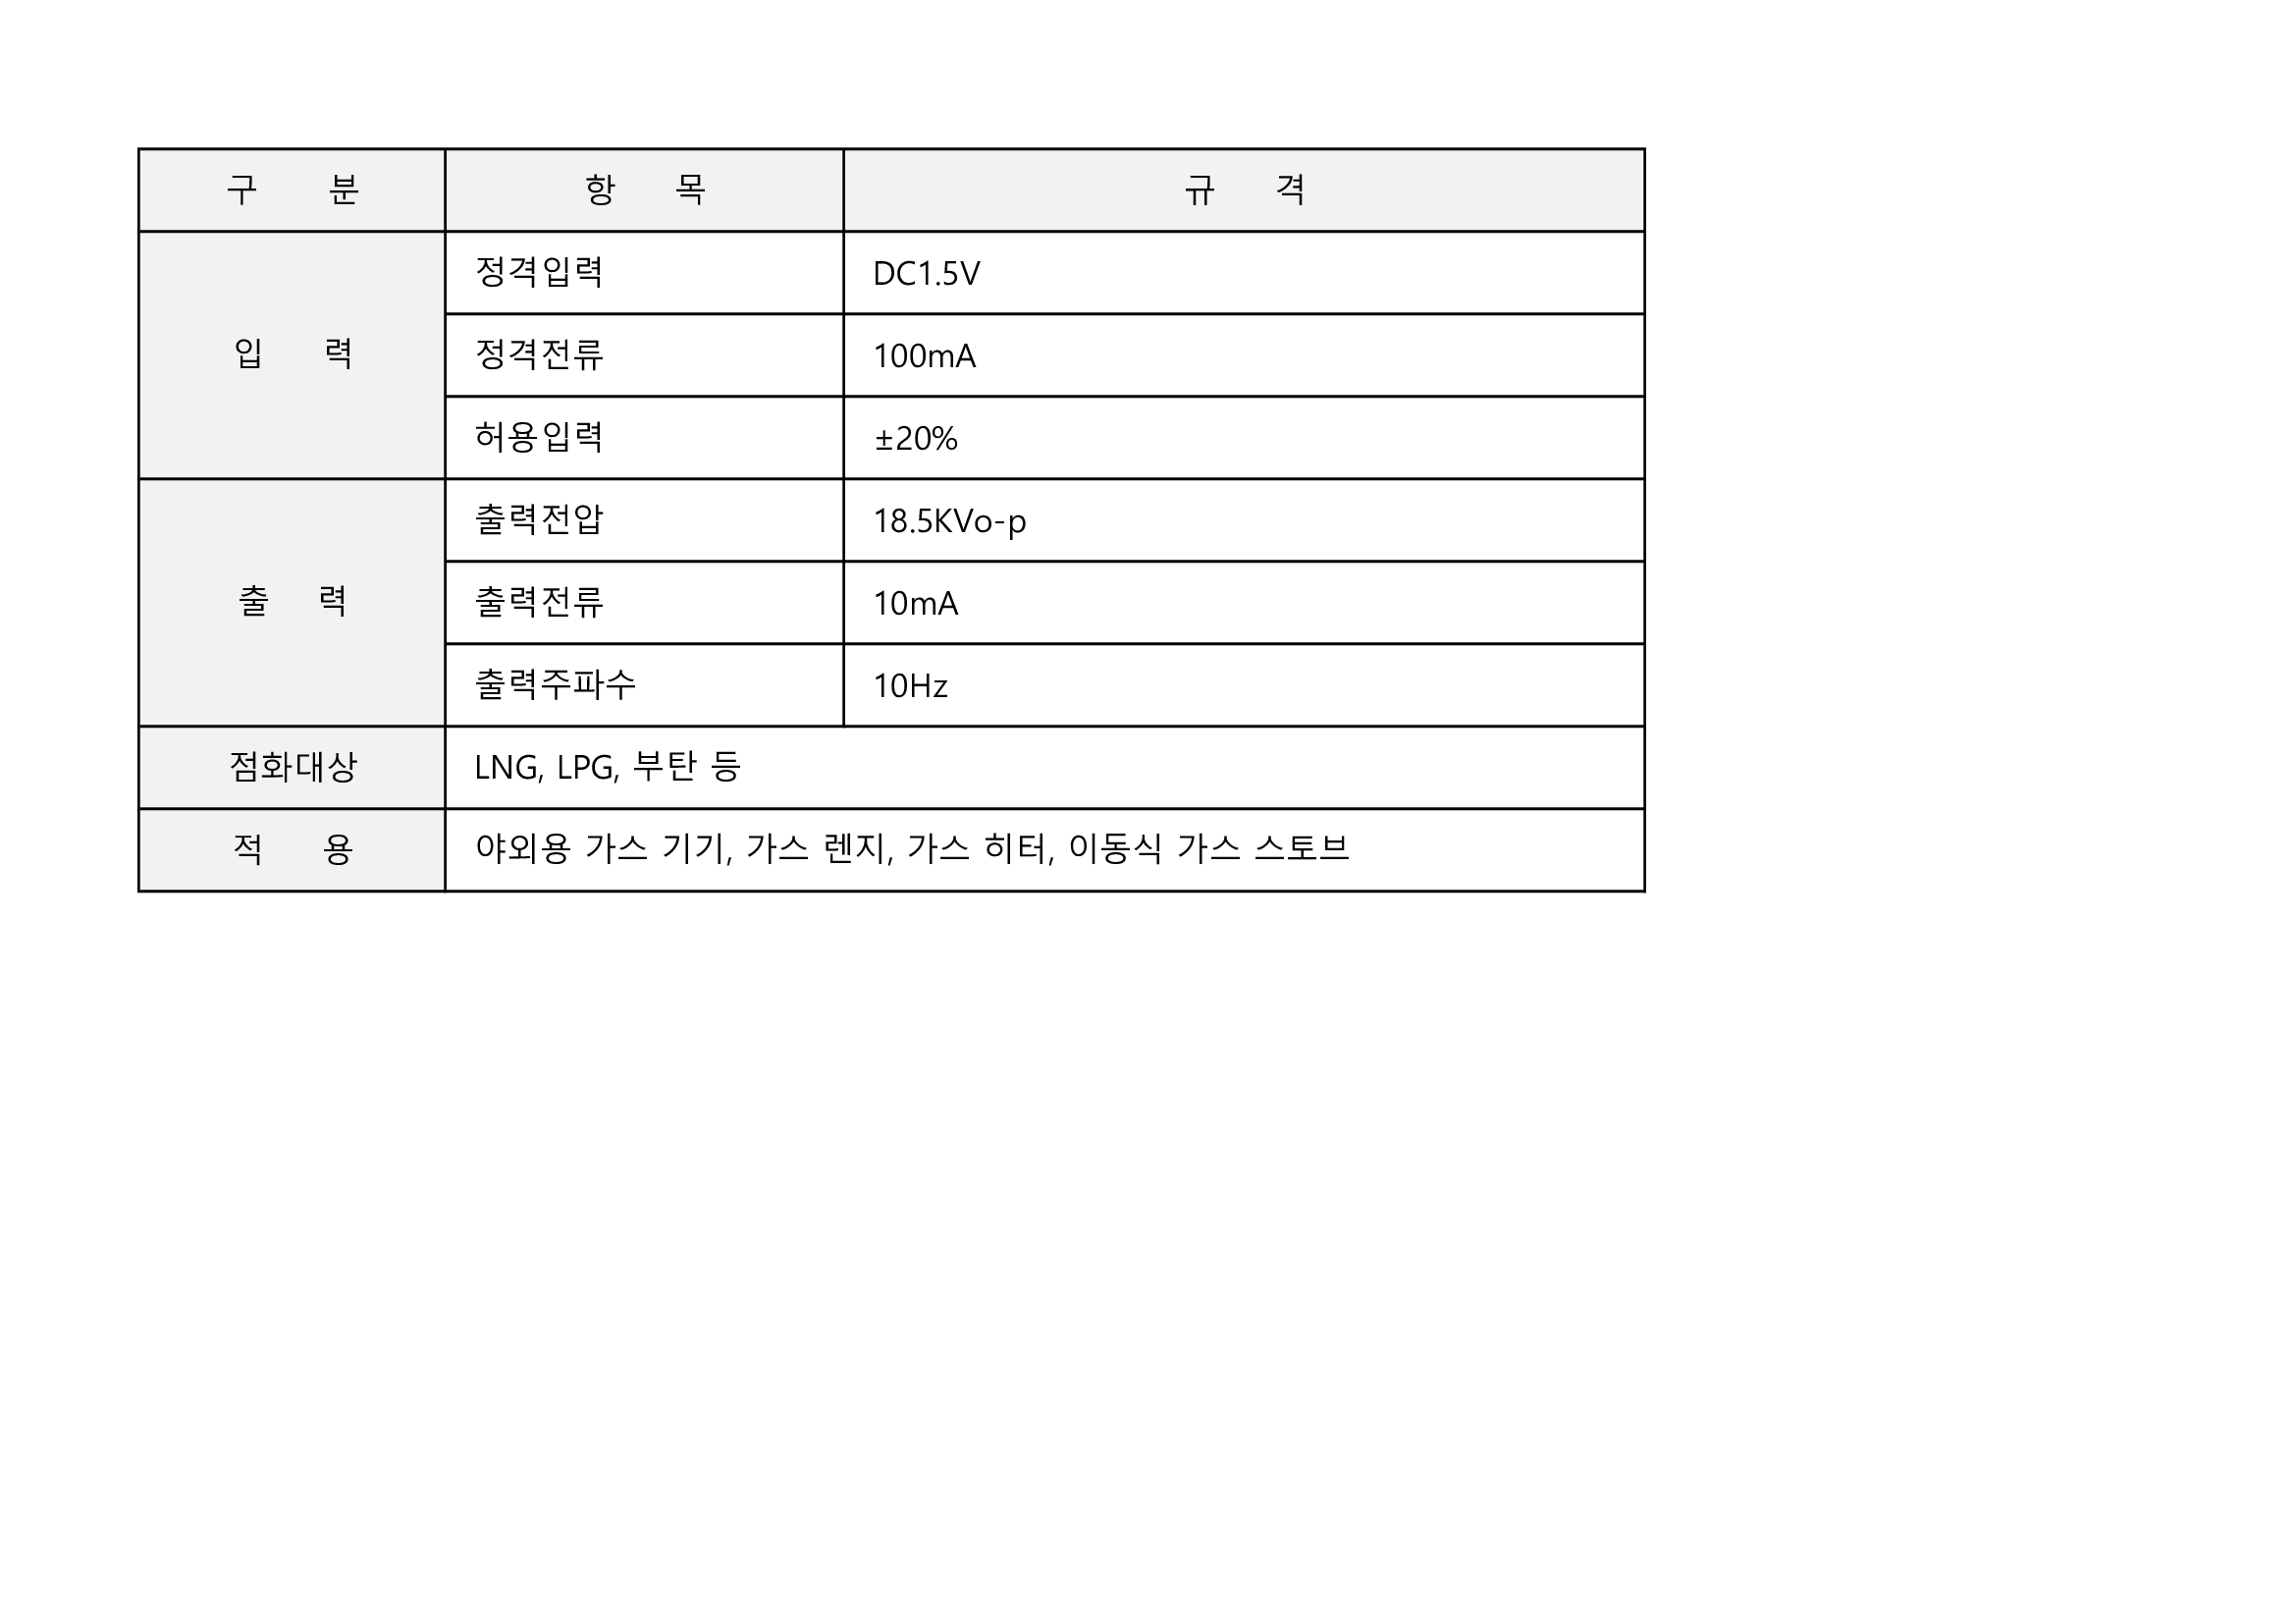 구 분 항 목 규 격
정격입력 DC1.5V
입 력 정격전류 100mA
허용입력 ±20%
출력전압 18.5KVo-p
출 력 출력전류 10mA
출력주파수 10Hz
점화대상 LNG, LPG, 부탄 등
적 용 야외용 가스 기기, 가스 렌지, 가스 히터, 이동식 가스 스토브